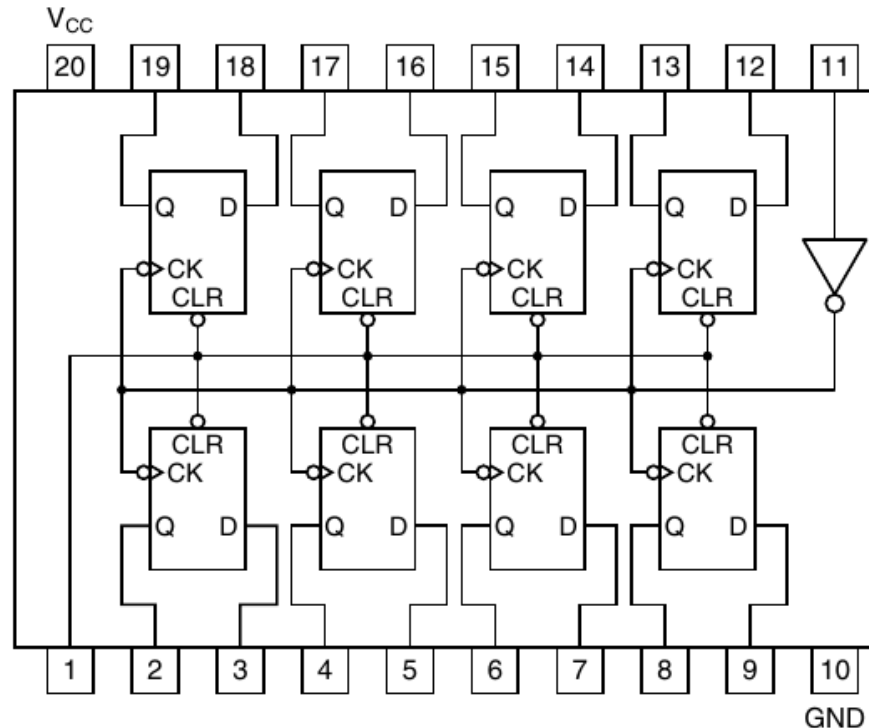 V_CC
20 19 18 17 16 15 14 13 12 11
Q D Q D Q D Q D
CK CK CK CK
CLR CLR CLR CLR
CLR CLR CLR CLR
CK CK CK CK
Q D Q D Q D Q D
1 2 3 4 5 6 7 8 9 10
GND